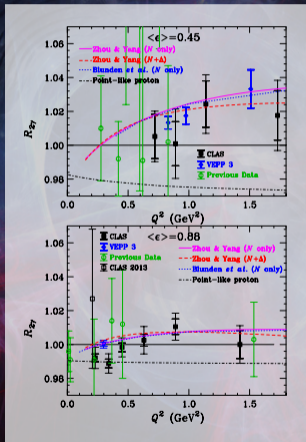 <ε>=0.45
Zhou & Yang (N only)
Zhou & Yang (N+Δ)
Blunden et al. (N only)
Point-like proton
CLAS
VEPP 3
Previous Data
R2γ
1.06
1.04
1.02
1.00
0.98
0.0 0.5 1.0 1.5
Q² (GeV²)
<ε>=0.88
CLAS
VEPP 3
Previous Data
CLAS 2013
Zhou & Yang (N only)
Zhou & Yang (N+Δ)
Blunden et al. (N only)
Point-like proton
R2γ
1.06
1.04
1.02
1.00
0.98
0.0 0.5 1.0 1.5
Q² (GeV²)